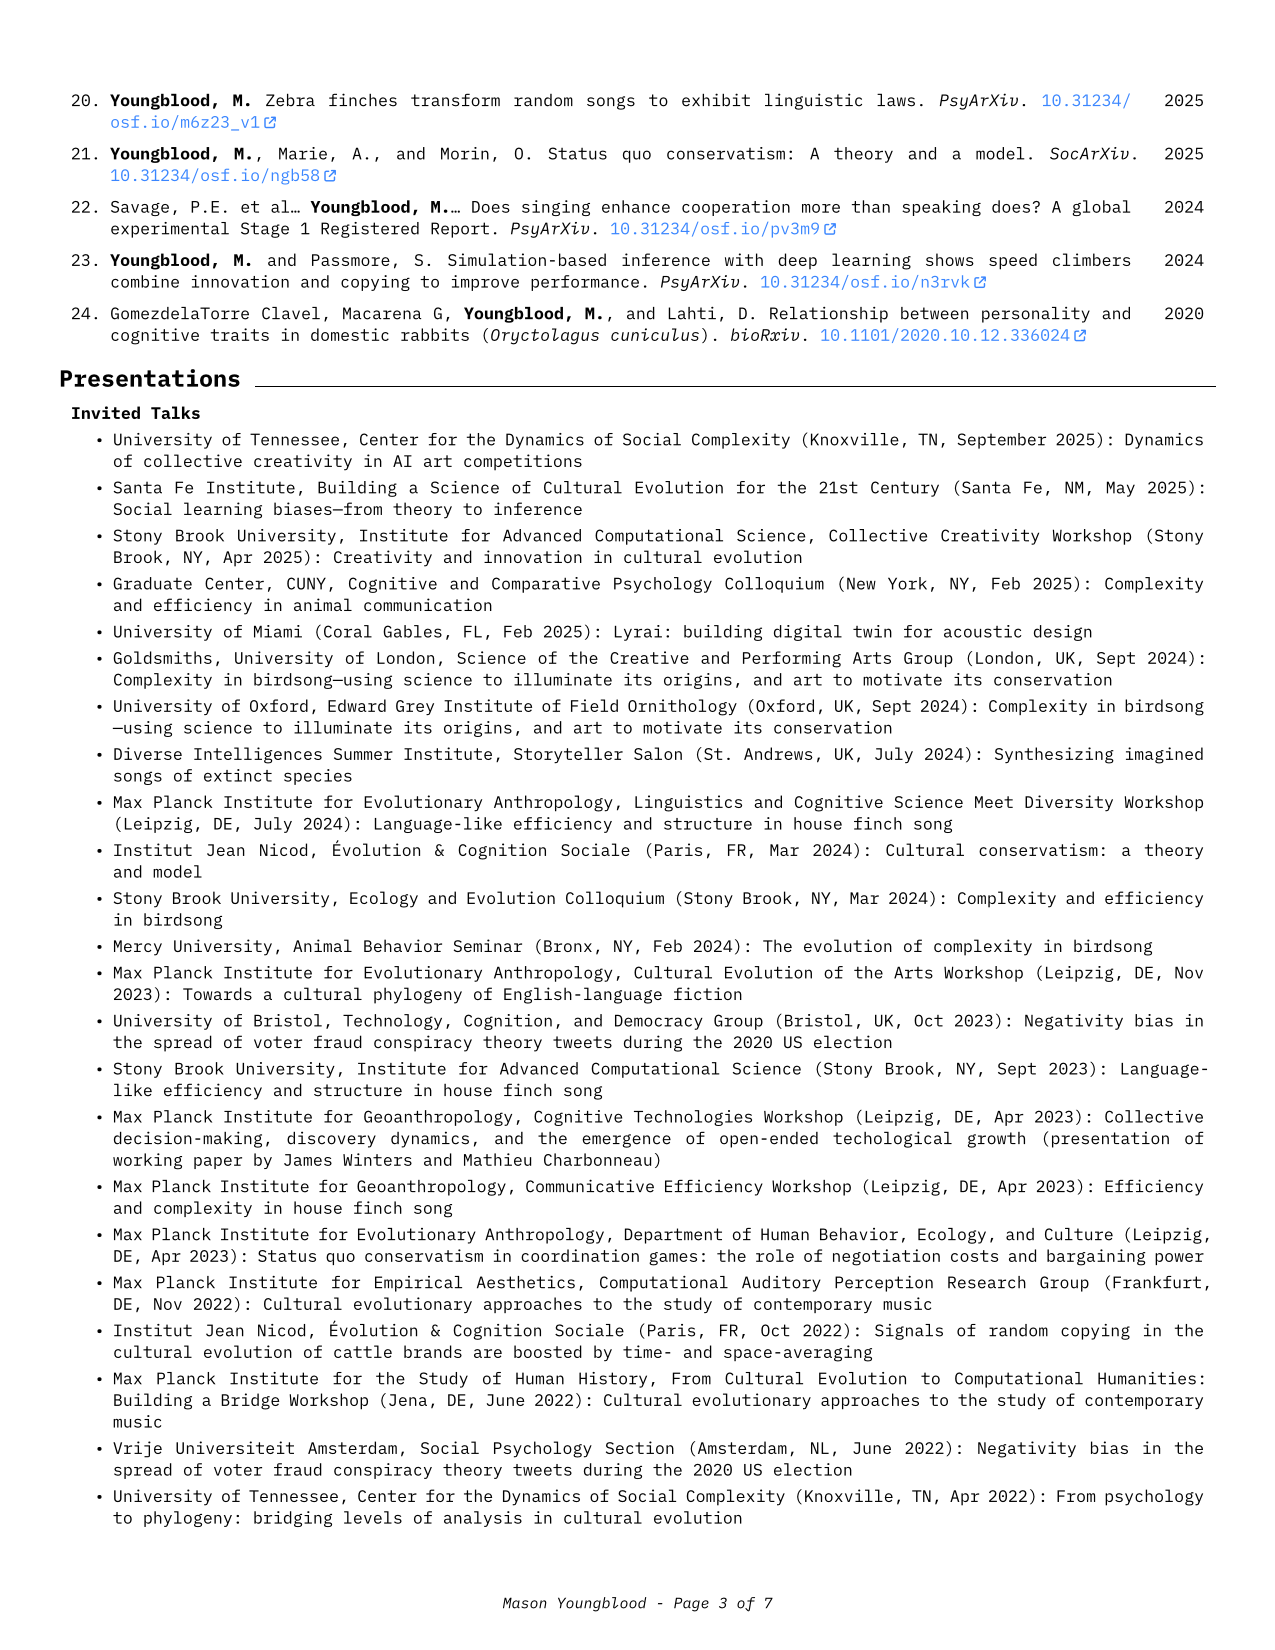 20. Youngblood, M. Zebra finches transform random songs to exhibit linguistic laws. PsyArXiv. 10.31234/ 2025
osf.io/m6z23_v1
21. Youngblood, M., Marie, A., and Morin, O. Status quo conservatism: A theory and a model. SocArXiv. 2025
10.31234/osf.io/ngb58
22. Savage, P.E. et al… Youngblood, M.… Does singing enhance cooperation more than speaking does? A global 2024
experimental Stage 1 Registered Report. PsyArXiv. 10.31234/osf.io/pv3m9
23. Youngblood, M. and Passmore, S. Simulation-based inference with deep learning shows speed climbers 2024
combine innovation and copying to improve performance. PsyArXiv. 10.31234/osf.io/n3rvk
24. GomezdelaTorre Clavel, Macarena G, Youngblood, M., and Lahti, D. Relationship between personality and 2020
cognitive traits in domestic rabbits (Oryctolagus cuniculus). bioRxiv. 10.1101/2020.10.12.336024
Presentations
Invited Talks
• University of Tennessee, Center for the Dynamics of Social Complexity (Knoxville, TN, September 2025): Dynamics
of collective creativity in AI art competitions
• Santa Fe Institute, Building a Science of Cultural Evolution for the 21st Century (Santa Fe, NM, May 2025):
Social learning biases—from theory to inference
• Stony Brook University, Institute for Advanced Computational Science, Collective Creativity Workshop (Stony
Brook, NY, Apr 2025): Creativity and innovation in cultural evolution
• Graduate Center, CUNY, Cognitive and Comparative Psychology Colloquium (New York, NY, Feb 2025): Complexity
and efficiency in animal communication
• University of Miami (Coral Gables, FL, Feb 2025): Lyrai: building digital twin for acoustic design
• Goldsmiths, University of London, Science of the Creative and Performing Arts Group (London, UK, Sept 2024):
Complexity in birdsong—using science to illuminate its origins, and art to motivate its conservation
• University of Oxford, Edward Grey Institute of Field Ornithology (Oxford, UK, Sept 2024): Complexity in birdsong
—using science to illuminate its origins, and art to motivate its conservation
• Diverse Intelligences Summer Institute, Storyteller Salon (St. Andrews, UK, July 2024): Synthesizing imagined
songs of extinct species
• Max Planck Institute for Evolutionary Anthropology, Linguistics and Cognitive Science Meet Diversity Workshop
(Leipzig, DE, July 2024): Language-like efficiency and structure in house finch song
• Institut Jean Nicod, Évolution & Cognition Sociale (Paris, FR, Mar 2024): Cultural conservatism: a theory
and model
• Stony Brook University, Ecology and Evolution Colloquium (Stony Brook, NY, Mar 2024): Complexity and efficiency
in birdsong
• Mercy University, Animal Behavior Seminar (Bronx, NY, Feb 2024): The evolution of complexity in birdsong
• Max Planck Institute for Evolutionary Anthropology, Cultural Evolution of the Arts Workshop (Leipzig, DE, Nov
2023): Towards a cultural phylogeny of English-language fiction
• University of Bristol, Technology, Cognition, and Democracy Group (Bristol, UK, Oct 2023): Negativity bias in
the spread of voter fraud conspiracy theory tweets during the 2020 US election
• Stony Brook University, Institute for Advanced Computational Science (Stony Brook, NY, Sept 2023): Language-
like efficiency and structure in house finch song
• Max Planck Institute for Geoanthropology, Cognitive Technologies Workshop (Leipzig, DE, Apr 2023): Collective
decision-making, discovery dynamics, and the emergence of open-ended techological growth (presentation of
working paper by James Winters and Mathieu Charbonneau)
• Max Planck Institute for Geoanthropology, Communicative Efficiency Workshop (Leipzig, DE, Apr 2023): Efficiency
and complexity in house finch song
• Max Planck Institute for Evolutionary Anthropology, Department of Human Behavior, Ecology, and Culture (Leipzig,
DE, Apr 2023): Status quo conservatism in coordination games: the role of negotiation costs and bargaining power
• Max Planck Institute for Empirical Aesthetics, Computational Auditory Perception Research Group (Frankfurt,
DE, Nov 2022): Cultural evolutionary approaches to the study of contemporary music
• Institut Jean Nicod, Évolution & Cognition Sociale (Paris, FR, Oct 2022): Signals of random copying in the
cultural evolution of cattle brands are boosted by time- and space-averaging
• Max Planck Institute for the Study of Human History, From Cultural Evolution to Computational Humanities:
Building a Bridge Workshop (Jena, DE, June 2022): Cultural evolutionary approaches to the study of contemporary
music
• Vrije Universiteit Amsterdam, Social Psychology Section (Amsterdam, NL, June 2022): Negativity bias in the
spread of voter fraud conspiracy theory tweets during the 2020 US election
• University of Tennessee, Center for the Dynamics of Social Complexity (Knoxville, TN, Apr 2022): From psychology
to phylogeny: bridging levels of analysis in cultural evolution
Mason Youngblood - Page 3 of 7